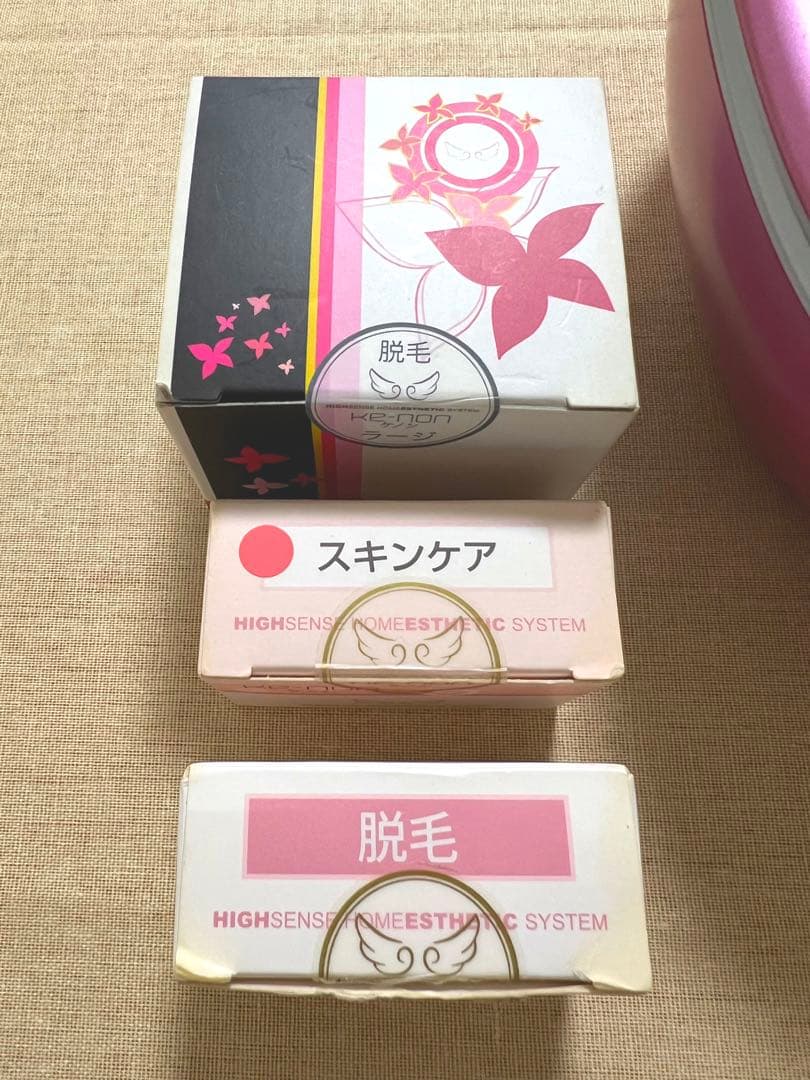 脱毛
HIGHSENSE HOMEESTHETIC SYSTEM
ke-non
ケノン
ラージ
スキンケア
HIGHSENSE HOMEESTHETIC SYSTEM
脱毛
HIGHSENSE HOMEESTHETIC SYSTEM